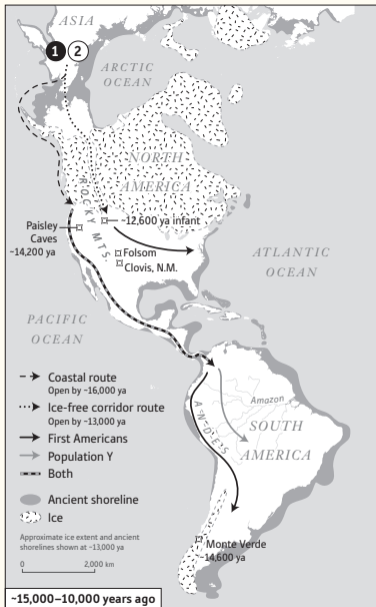 ASIA
1 2
ARCTIC
OCEAN
NORTH
AMERICA
ROCKY MTS.
~12,600 ya infant
Paisley
Caves
~14,200 ya
Folsom
Clovis, N.M.
ATLANTIC
OCEAN
PACIFIC
OCEAN
Coastal route
Open by ~16,000 ya
Ice-free corridor route
Open by ~13,000 ya
First Americans
Population Y
Both
Ancient shoreline
Ice
Approximate ice extent and ancient
shorelines shown at ~13,000 ya
0 2,000 km
Amazon
ANDES
SOUTH
AMERICA
Monte Verde
~14,600 ya
~15,000–10,000 years ago